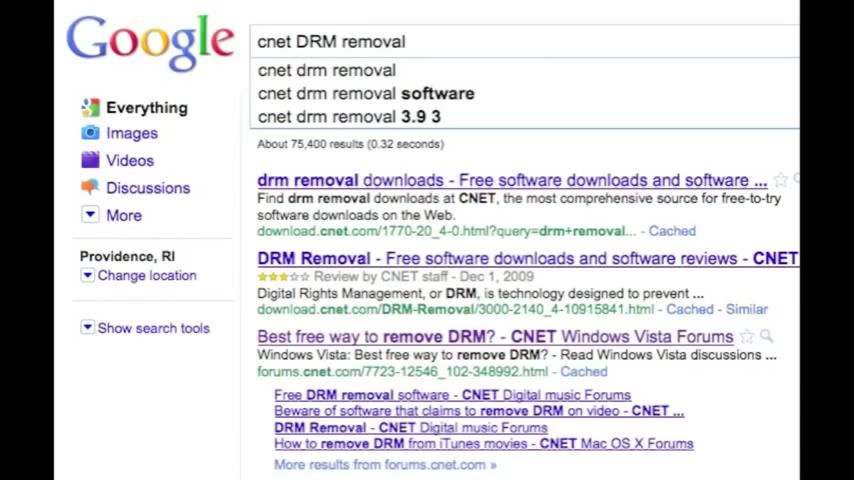 Google
cnet DRM removal
cnet drm removal
cnet drm removal software
cnet drm removal 3.9 3
Everything
Images
Videos
Discussions
More
Providence, RI
Change location
Show search tools
About 75,400 results (0.32 seconds)
drm removal downloads - Free software downloads and software ...
Find drm removal downloads at CNET, the most comprehensive source for free-to-try
software downloads on the Web.
download.cnet.com/1770-20_4-0.html?query=drm+removal... - Cached
DRM Removal - Free software downloads and software reviews - CNET
Review by CNET staff - Dec 1, 2009
Digital Rights Management, or DRM, is technology designed to prevent ...
download.cnet.com/DRM-Removal/3000-2140_4-10915841.html - Cached - Similar
Best free way to remove DRM? - CNET Windows Vista Forums
Windows Vista: Best free way to remove DRM? - Read Windows Vista discussions ...
forums.cnet.com/7723-12546_102-348992.html - Cached
Free DRM removal software - CNET Digital music Forums
Beware of software that claims to remove DRM on video - CNET ...
DRM Removal - CNET Digital music Forums
How to remove DRM from iTunes movies - CNET Mac OS X Forums
More results from forums.cnet.com »